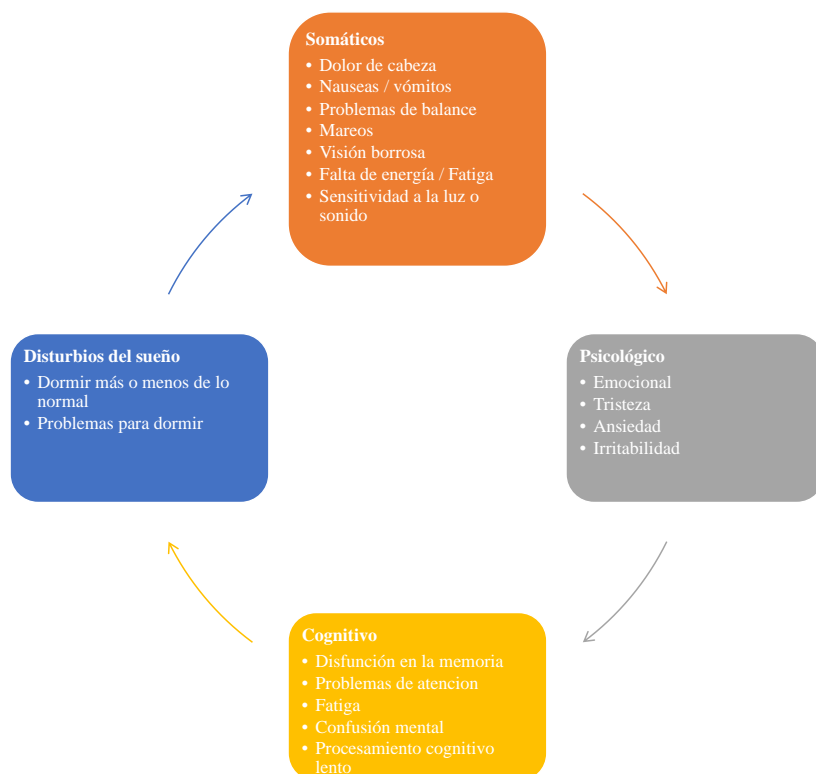 Somáticos
• Dolor de cabeza
• Nauseas / vómitos
• Problemas de balance
• Mareos
• Visión borrosa
• Falta de energía / Fatiga
• Sensitividad a la luz o
sonido
Psicológico
• Emocional
• Tristeza
• Ansiedad
• Irritabilidad
Cognitivo
• Disfunción en la memoria
• Problemas de atencion
• Fatiga
• Confusión mental
• Procesamiento cognitivo
lento
Disturbios del sueño
• Dormir más o menos de lo
normal
• Problemas para dormir